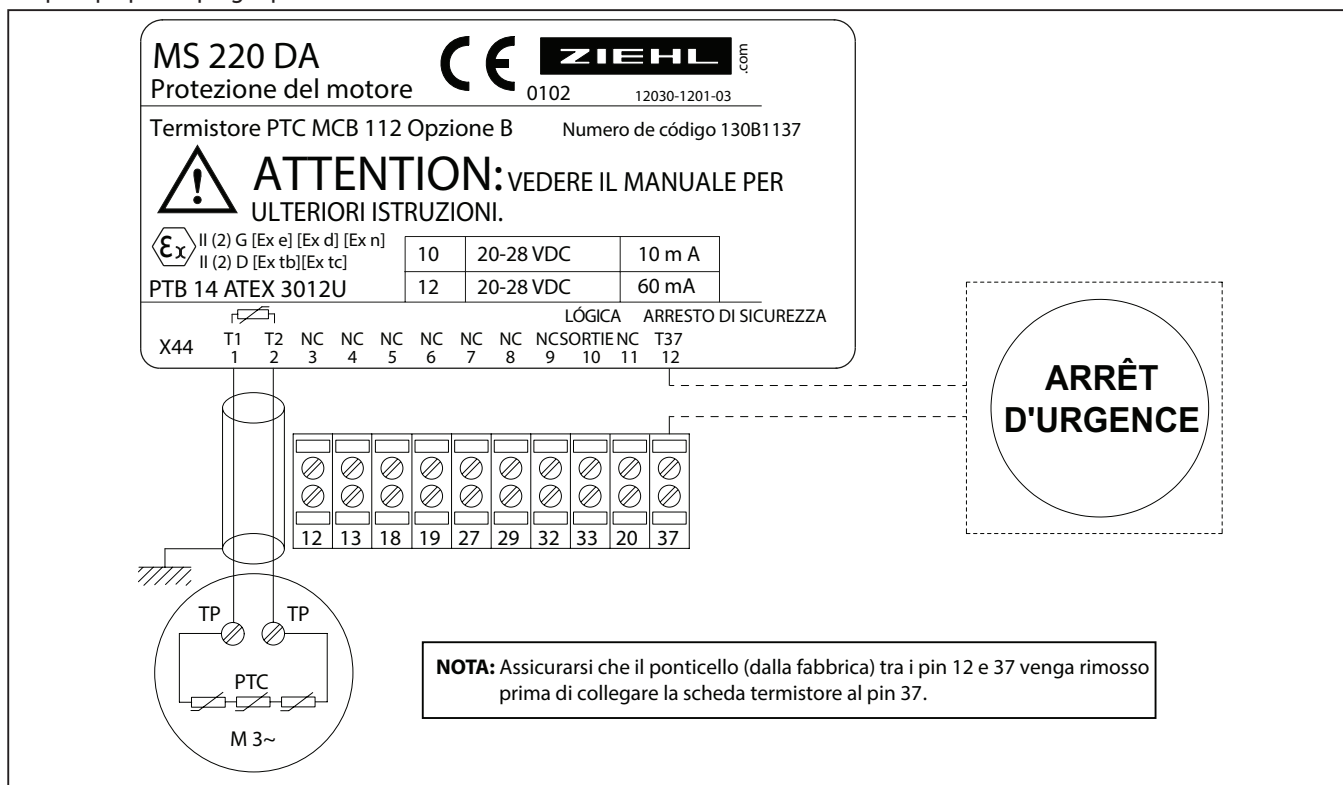 MS 220 DA
Protezione del motore
CE
0102
ZIEHL
.com
12030-1201-03
Termistore PTC MCB 112 Opzione B
Numero de código 130B1137
ATTENTION: VEDERE IL MANUALE PER
ULTERIORI ISTRUZIONI.
Ex II (2) G [Ex e] [Ex d] [Ex n]
II (2) D [Ex tb][Ex tc]
PTB 14 ATEX 3012U
10 20-28 VDC 10 m A
12 20-28 VDC 60 mA
LÓGICA ARRESTO DI SICUREZZA
X44
T1 T2 NC NC NC NC NC NC NC SORTIE NC T37
1 2 3 4 5 6 7 8 9 10 11 12
ARRÊT
D'URGENCE
12 13 18 19 27 29 32 33 20 37
TP TP
PTC
M 3~
NOTA: Assicurarsi che il ponticello (dalla fabbrica) tra i pin 12 e 37 venga rimosso
prima di collegare la scheda termistore al pin 37.